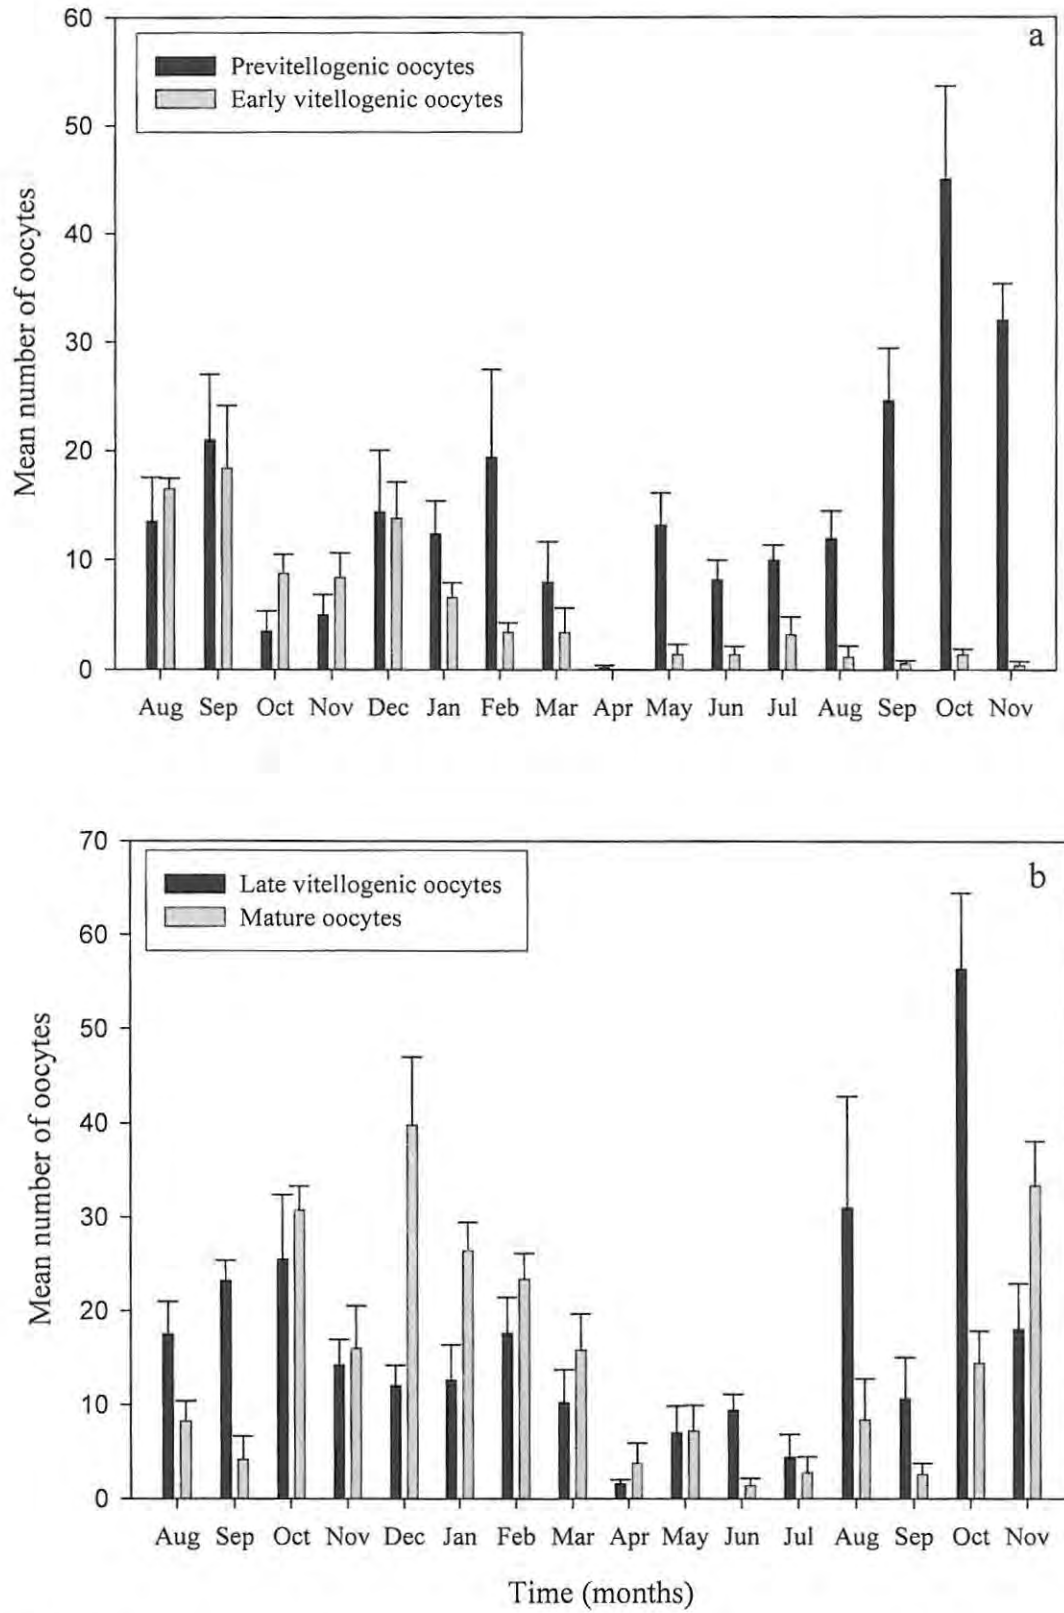 a
Previtellogenic oocytes
Early vitellogenic oocytes
60
50
40
30
20
10
0
Mean number of oocytes
Aug Sep Oct Nov Dec Jan Feb Mar Apr May Jun Jul Aug Sep Oct Nov
b
Late vitellogenic oocytes
Mature oocytes
70
60
50
40
30
20
10
0
Mean number of oocytes
Aug Sep Oct Nov Dec Jan Feb Mar Apr May Jun Jul Aug Sep Oct Nov
Time (months)